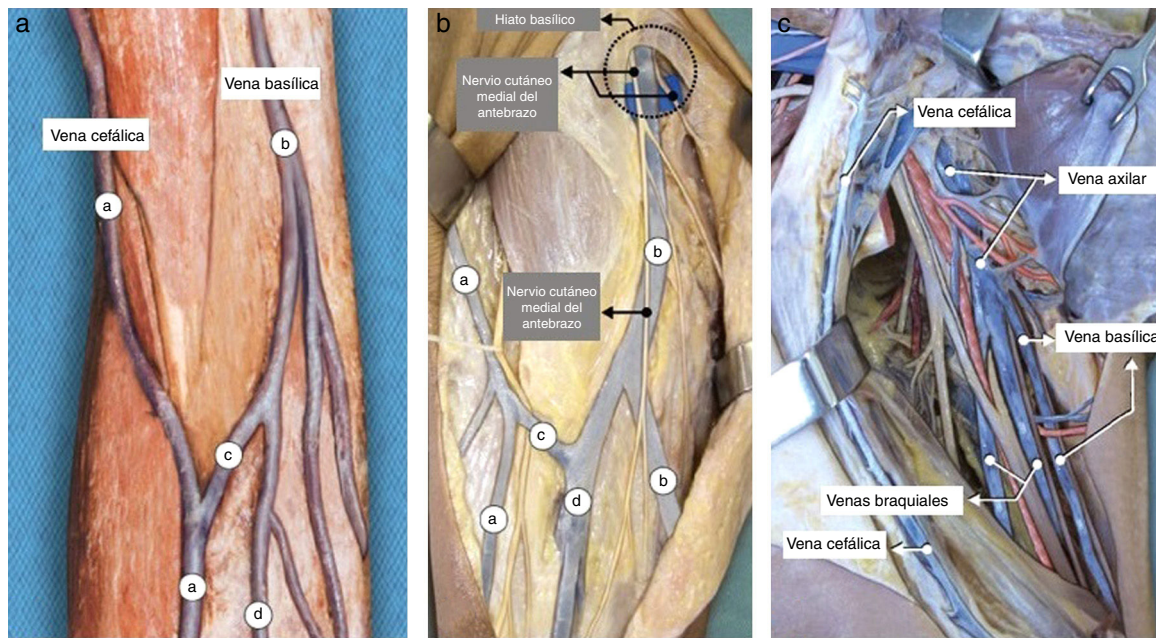 a
Vena basílica
Vena cefálica
b
a
c
a
d
b
Hiato basílico
Nervio cutáneo
medial del
antebrazo
b
a
Nervio cutáneo
medial del
antebrazo
c
d
b
a
c
Vena cefálica
Vena axilar
Vena basílica
Venas braquiales
Vena cefálica